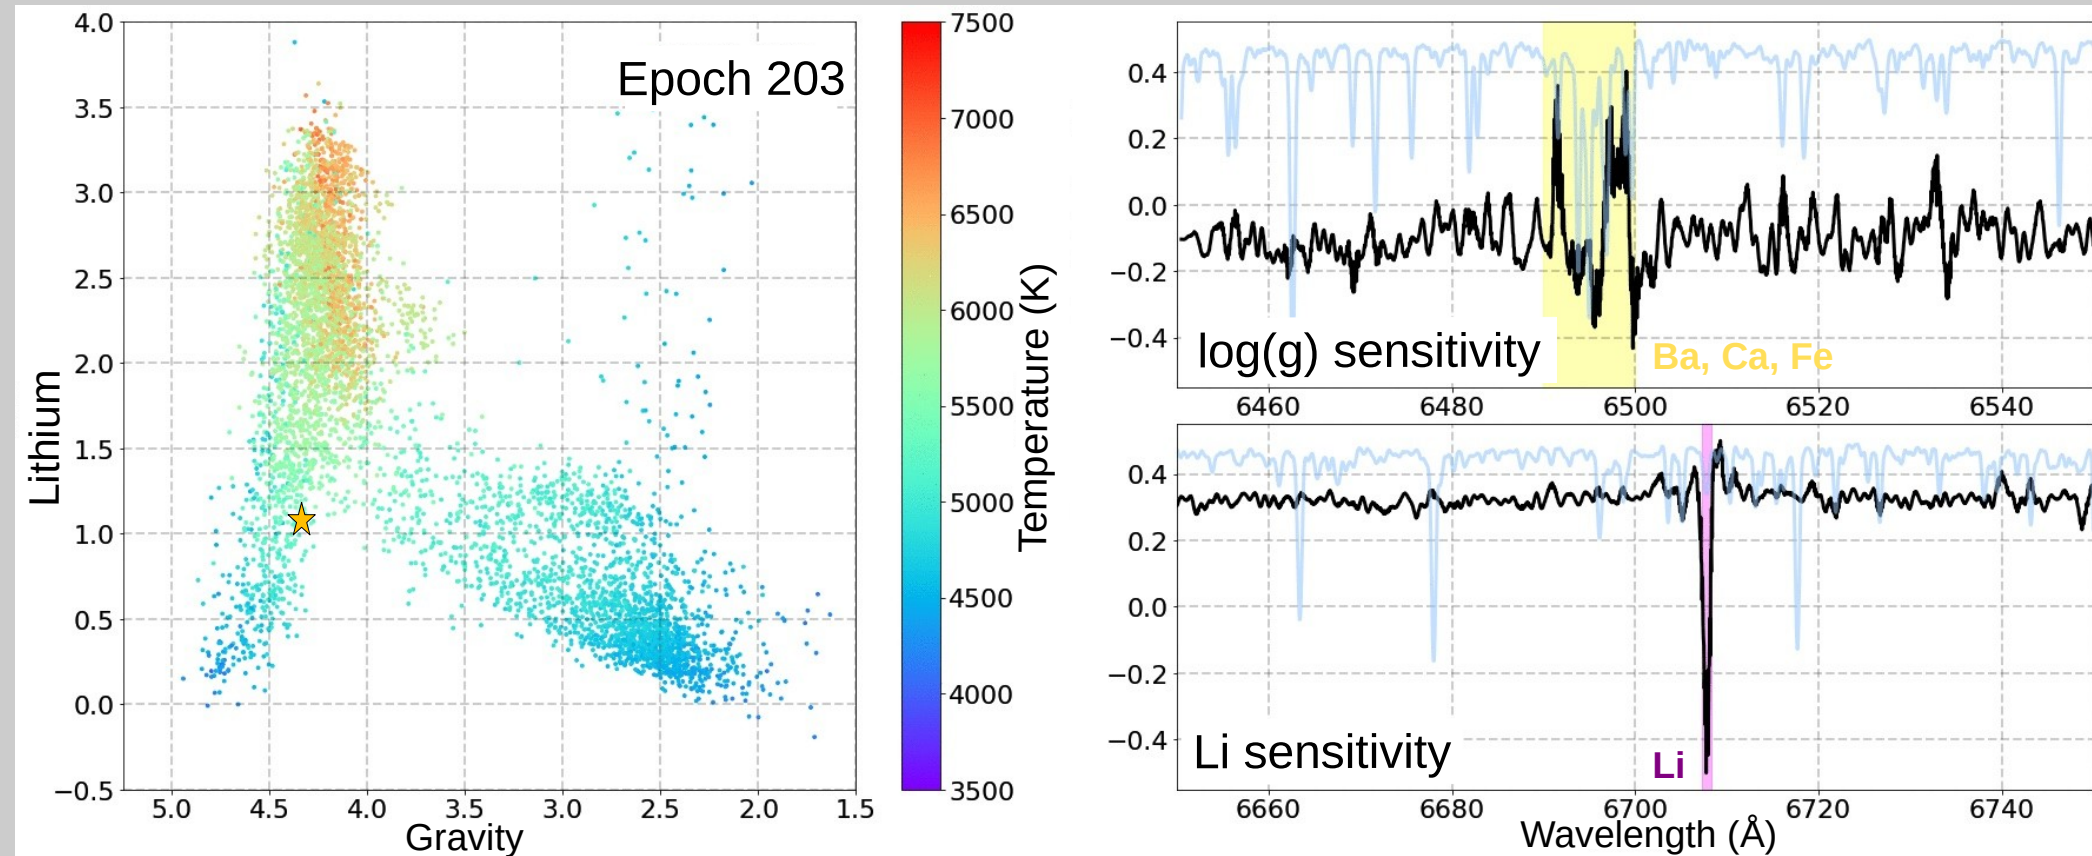 Epoch 203
4.0
3.5
3.0
2.5
2.0
1.5
1.0
0.5
0.0
−0.5
Lithium
5.0 4.5 4.0 3.5 3.0 2.5 2.0 1.5
Gravity
7500
7000
6500
6000
5500
5000
4500
4000
3500
Temperature (K)
0.4
0.2
0.0
−0.2
−0.4
log(g) sensitivity
Ba, Ca, Fe
6460 6480 6500 6520 6540
0.4
0.2
0.0
−0.2
−0.4
Li sensitivity
Li
6660 6680 6700 6720 6740
Wavelength (Å)